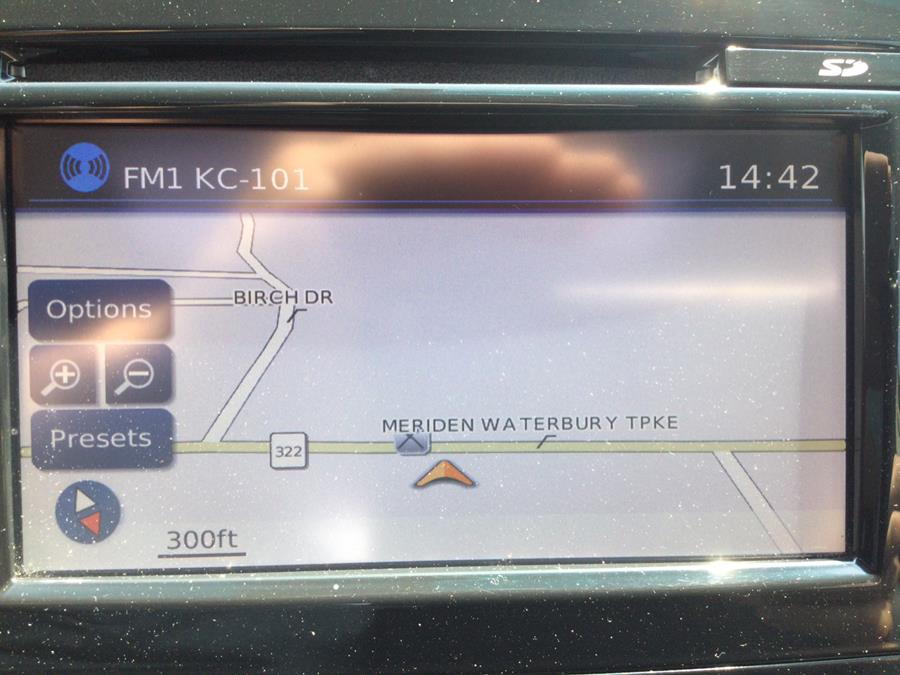 SD
FM1 KC-101
14:42
BIRCH DR
Options
Presets
MERIDEN WATERBURY TPKE
322
300ft